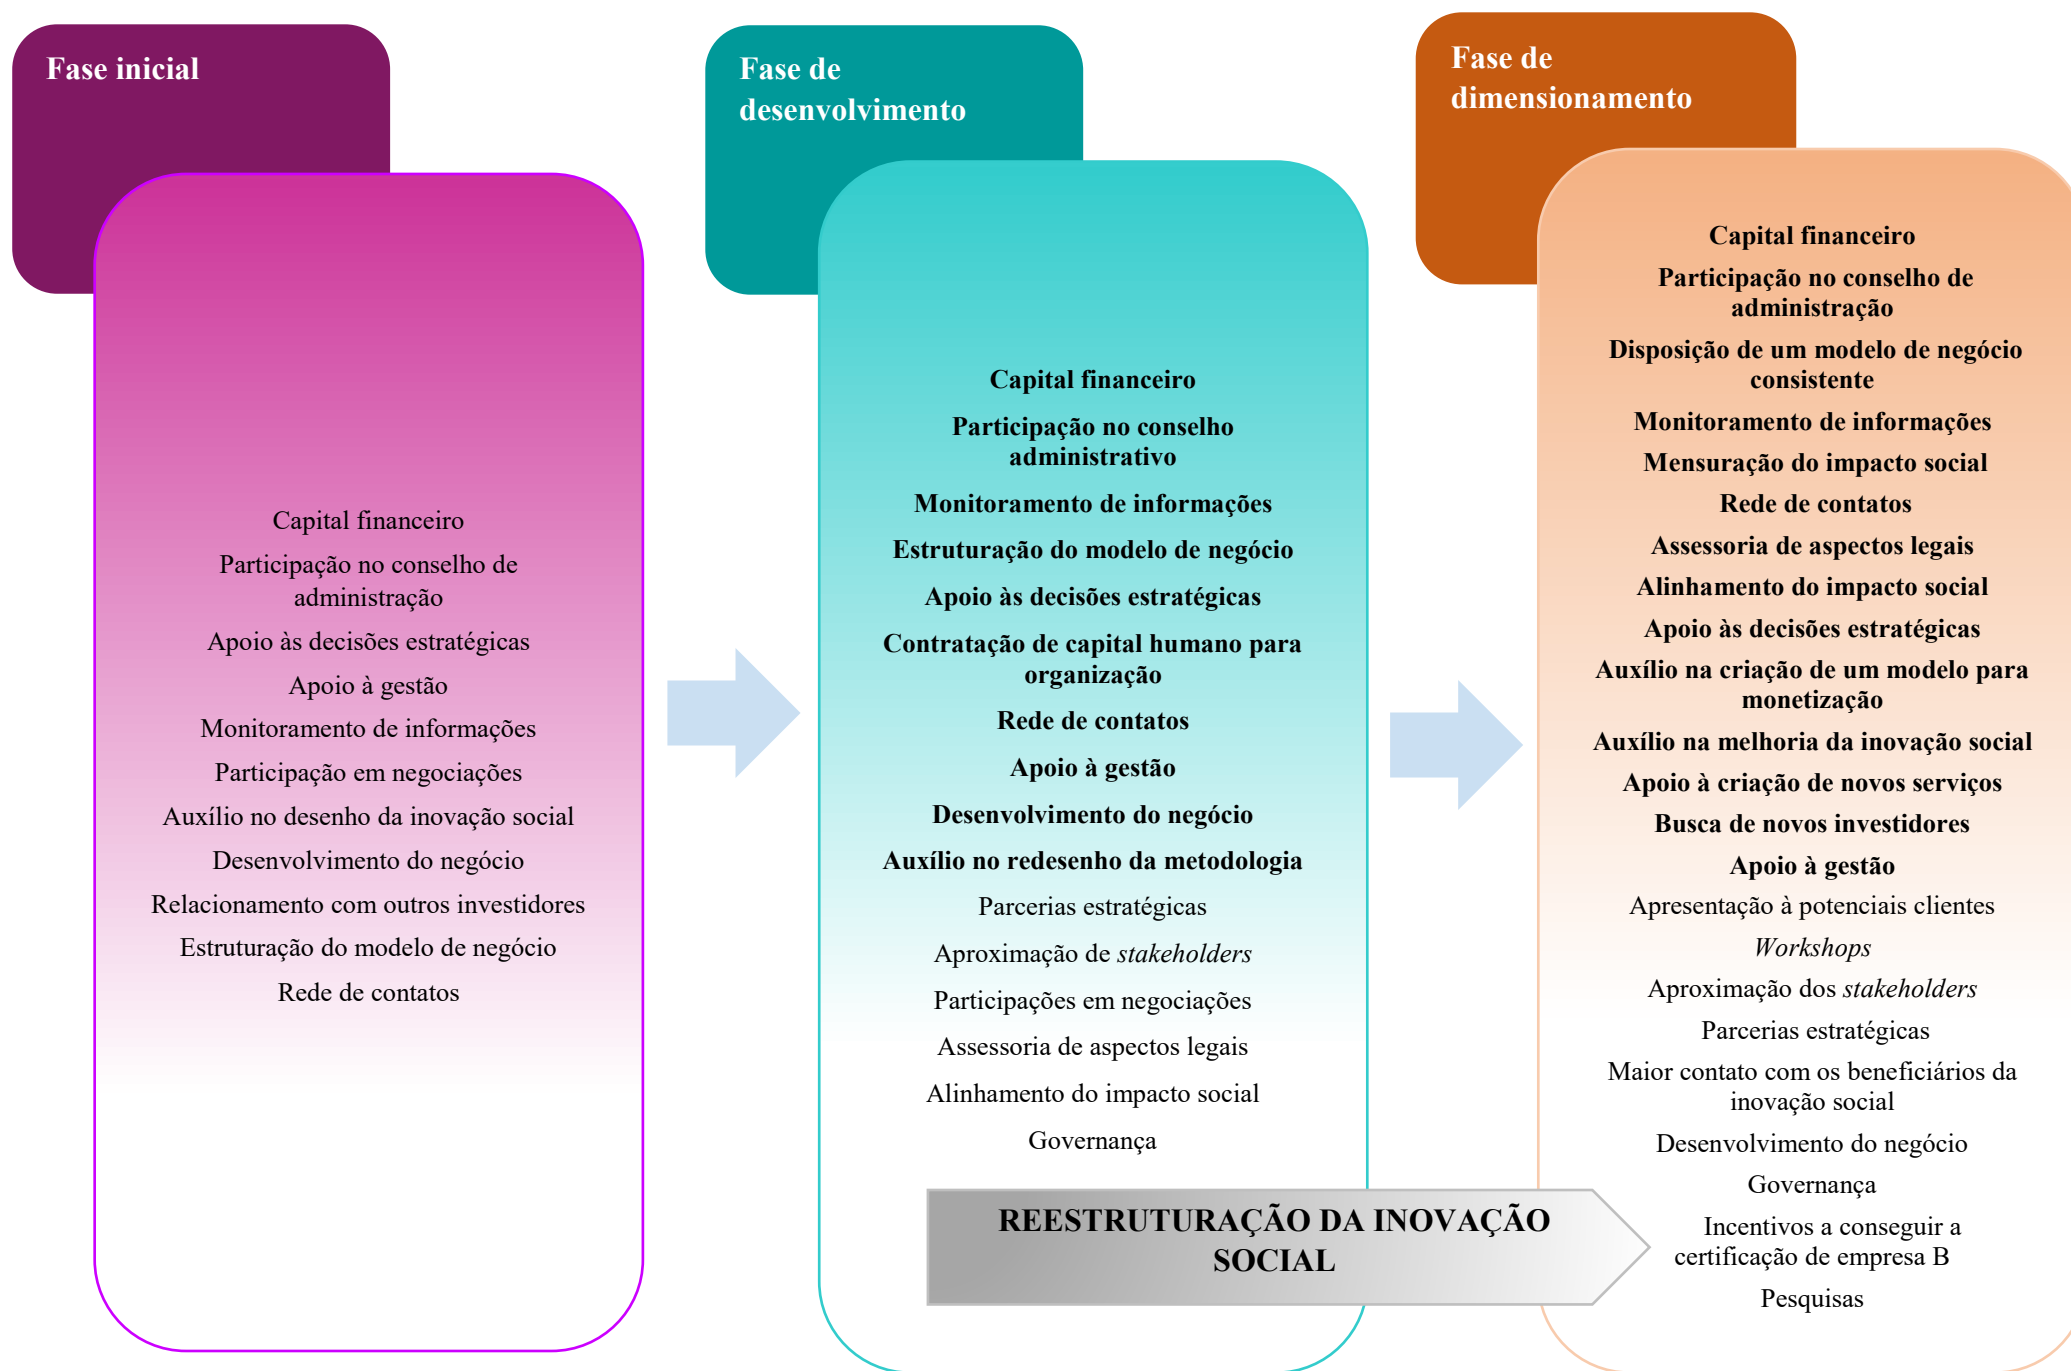 Fase inicial
Capital financeiro
Participação no conselho de
administração
Apoio às decisões estratégicas
Apoio à gestão
Monitoramento de informações
Participação em negociações
Auxílio no desenho da inovação social
Desenvolvimento do negócio
Relacionamento com outros investidores
Estruturação do modelo de negócio
Rede de contatos
Fase de
desenvolvimento
Capital financeiro
Participação no conselho
administrativo
Monitoramento de informações
Estruturação do modelo de negócio
Apoio às decisões estratégicas
Contratação de capital humano para
organização
Rede de contatos
Apoio à gestão
Desenvolvimento do negócio
Auxílio no redesenho da metodologia
Parcerias estratégicas
Aproximação de stakeholders
Participações em negociações
Assessoria de aspectos legais
Alinhamento do impacto social
Governança
REESTRUTURAÇÃO DA INOVAÇÃO
SOCIAL
Fase de
dimensionamento
Capital financeiro
Participação no conselho de
administração
Disposição de um modelo de negócio
consistente
Monitoramento de informações
Mensuração do impacto social
Rede de contatos
Assessoria de aspectos legais
Alinhamento do impacto social
Apoio às decisões estratégicas
Auxílio na criação de um modelo para
monetização
Auxílio na melhoria da inovação social
Apoio à criação de novos serviços
Busca de novos investidores
Apoio à gestão
Apresentação à potenciais clientes
Workshops
Aproximação dos stakeholders
Parcerias estratégicas
Maior contato com os beneficiários da
inovação social
Desenvolvimento do negócio
Governança
Incentivos a conseguir a
certificação de empresa B
Pesquisas